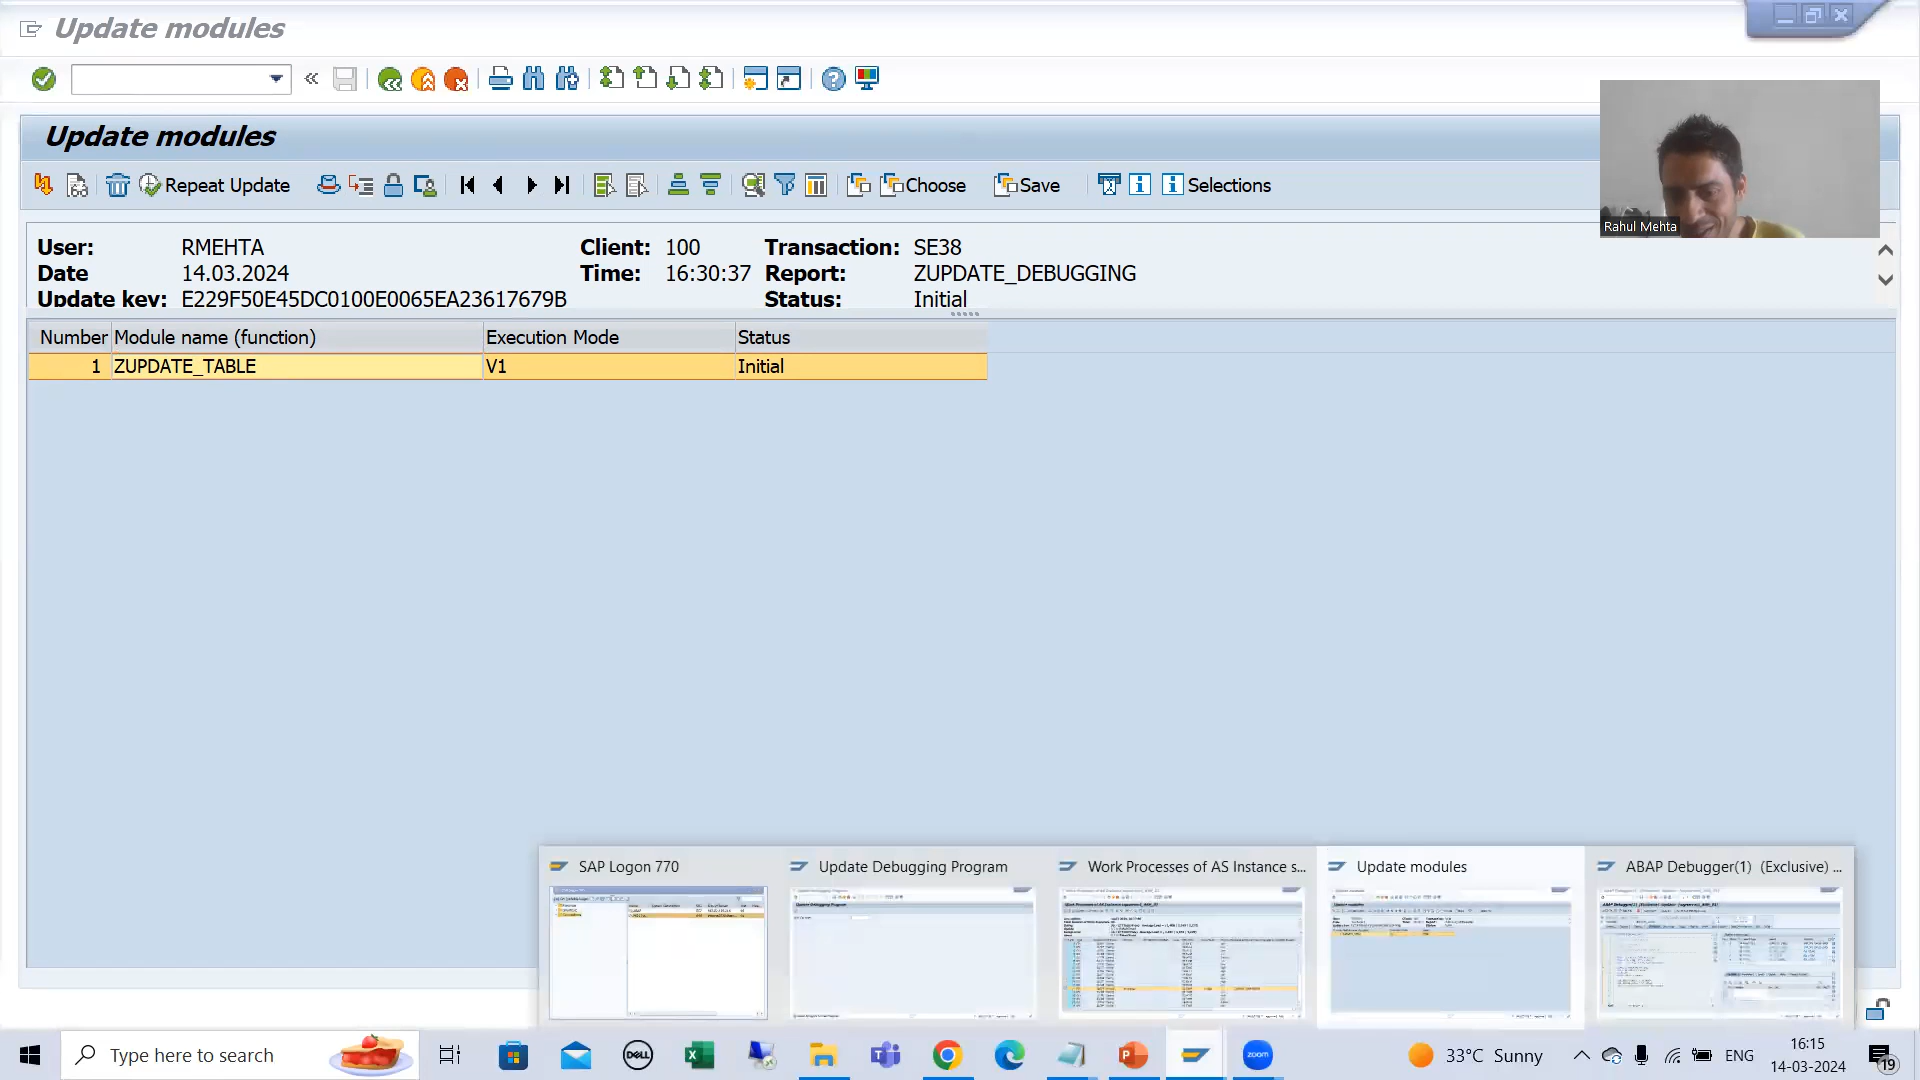 Update modules
Update modules
Repeat Update
Choose
Save
Selections
Rahul Mehta
User: RMEHTA Client: 100 Transaction: SE38
Date 14.03.2024 Time: 16:30:37 Report: ZUPDATE_DEBUGGING
Update key: E229F50E45DC0100E0065EA23617679B Status: Initial
Number Module name (function) Execution Mode Status
1 ZUPDATE_TABLE V1 Initial
SAP Logon 770
Update Debugging Program
Work Processes of AS Instance s...
Update modules
ABAP Debugger(1) (Exclusive) ...
Type here to search
DELL
zoom
33°C Sunny
ENG
16:15
14-03-2024
19